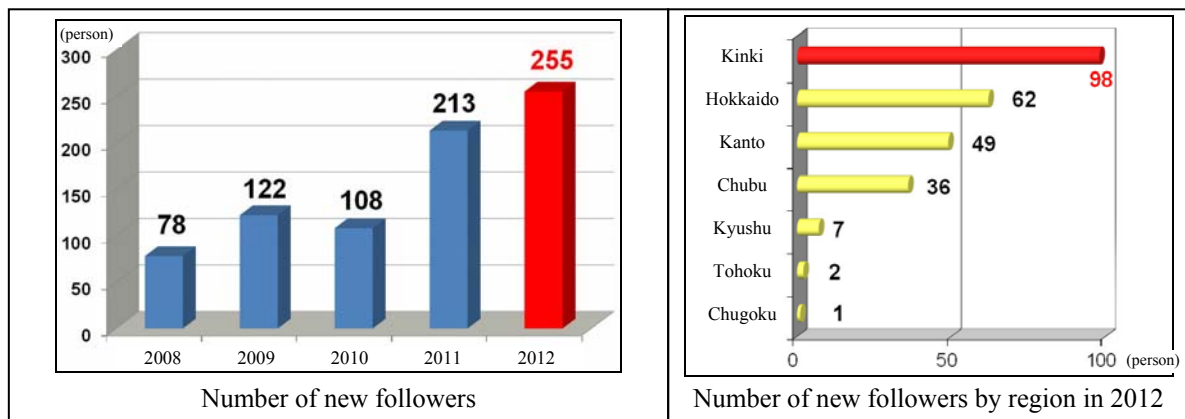 (person)
300
250
200
150
100
50
0
78
122
108
213
255
2008 2009 2010 2011 2012
Number of new followers
Kinki 98
Hokkaido 62
Kanto 49
Chubu 36
Kyushu 7
Tohoku 2
Chugoku 1
0 50 100 (person)
Number of new followers by region in 2012